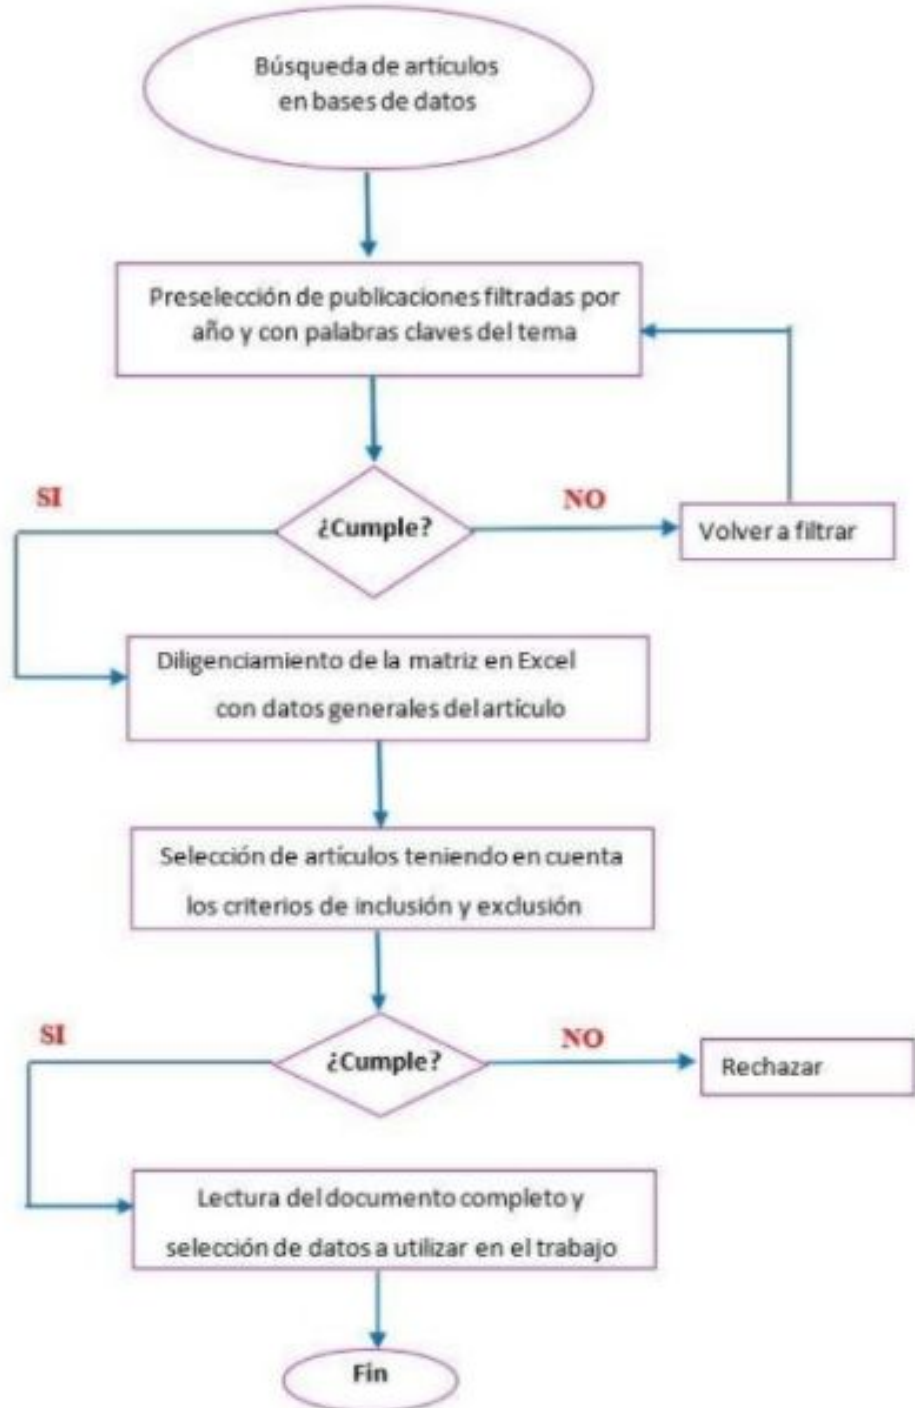 Búsqueda de artículos
en bases de datos
Preselección de publicaciones filtradas por
año y con palabras claves del tema
SI
¿Cumple?
NO
Volver a filtrar
Diligenciamiento de la matriz en Excel
con datos generales del artículo
Selección de artículos teniendo en cuenta
los criterios de inclusión y exclusión
SI
¿Cumple?
NO
Rechazar
Lectura del documento completo y
selección de datos a utilizar en el trabajo
Fin